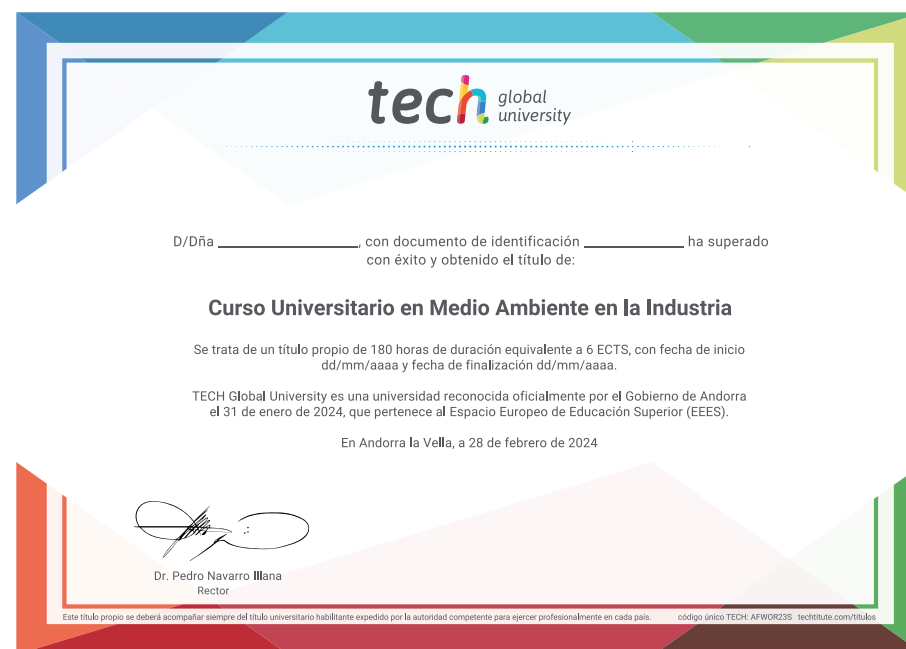 tech global
university
D/Dña ____________________, con documento de identificación ______________ ha superado
con éxito y obtenido el título de:
Curso Universitario en Medio Ambiente en la Industria
Se trata de un título propio de 180 horas de duración equivalente a 6 ECTS, con fecha de inicio
dd/mm/aaaa y fecha de finalización dd/mm/aaaa.
TECH Global University es una universidad reconocida oficialmente por el Gobierno de Andorra
el 31 de enero de 2024, que pertenece al Espacio Europeo de Educación Superior (EEES).
En Andorra la Vella, a 28 de febrero de 2024
Dr. Pedro Navarro Illana
Rector
Este título propio se deberá acompañar siempre del título universitario habilitante expedido por la autoridad competente para ejercer profesionalmente en cada país. código único TECH: AFWOR23S techtitute.com/titulos